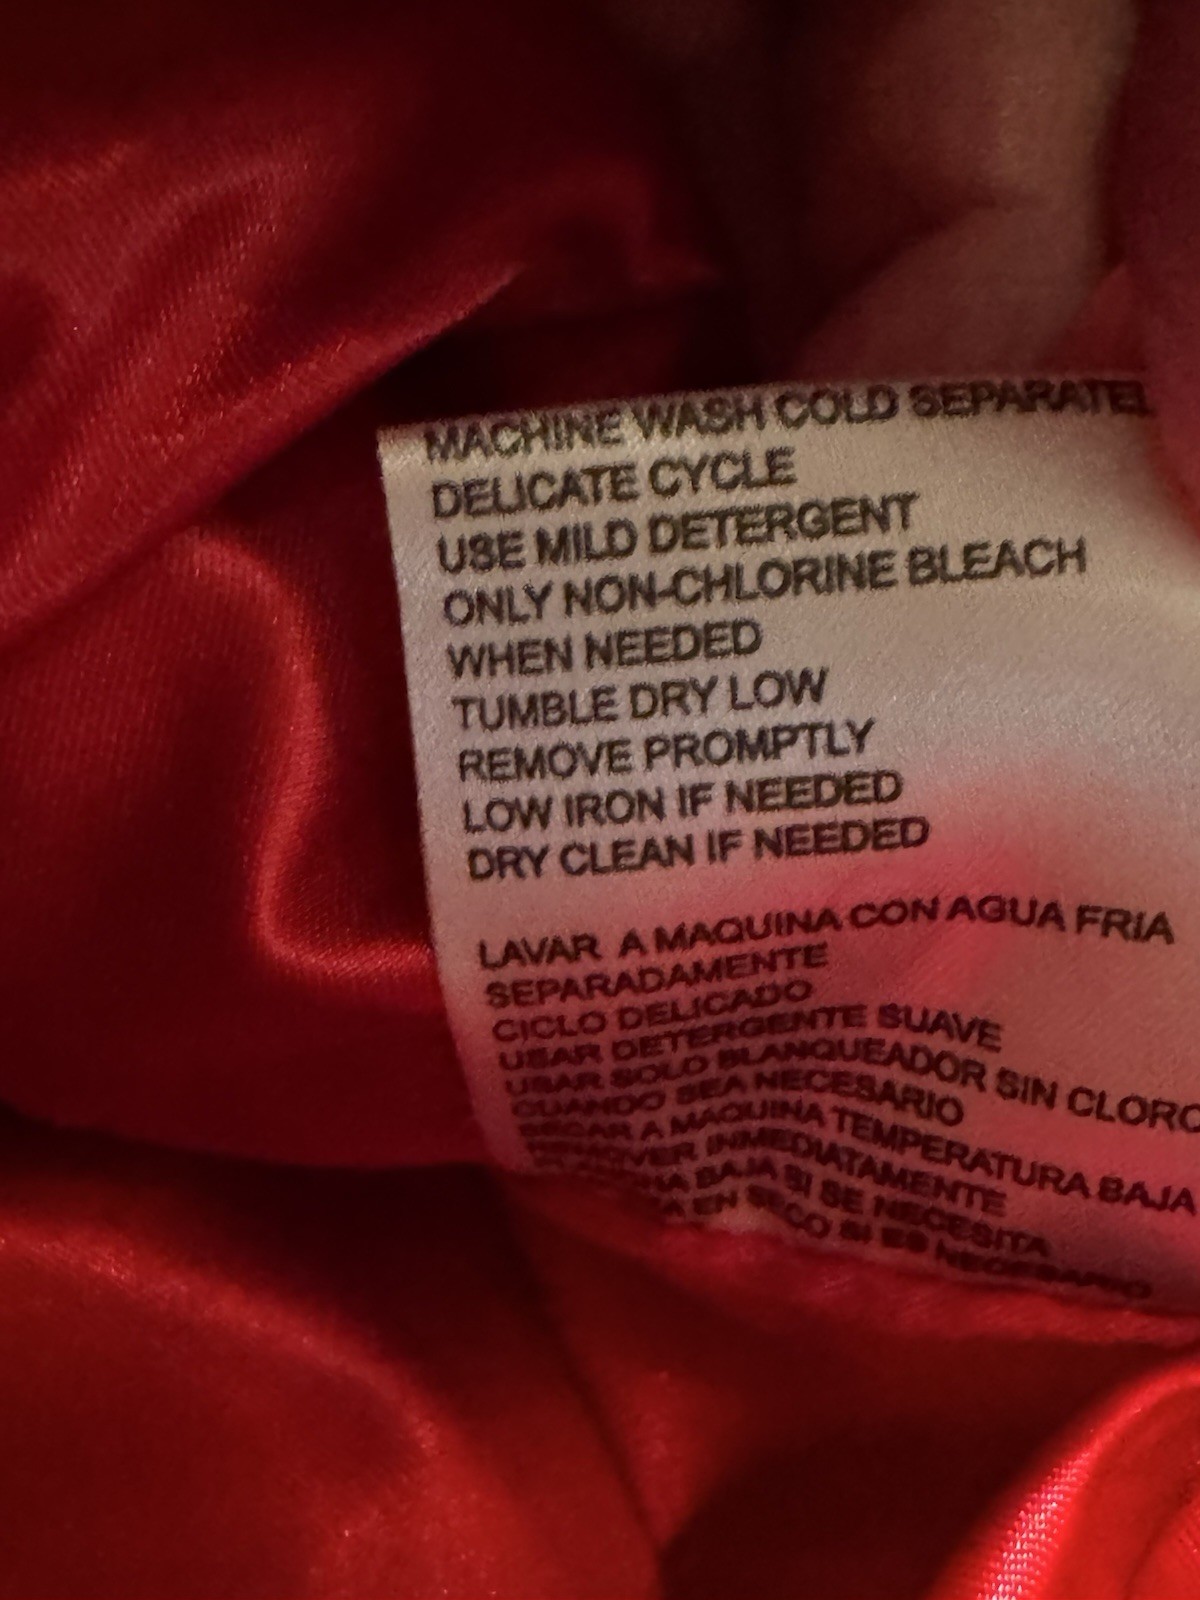 MACHINE WASH COLD SEPARATEL
DELICATE CYCLE
USE MILD DETERGENT
ONLY NON-CHLORINE BLEACH
WHEN NEEDED
TUMBLE DRY LOW
REMOVE PROMPTLY
LOW IRON IF NEEDED
DRY CLEAN IF NEEDED
LAVAR A MAQUINA CON AGUA FRIA
SEPARADAMENTE
CICLO DELICADO
USAR DETERGENTE SUAVE
USAR SOLO BLANQUEADOR SIN CLORO
CUANDO SEA NECESARIO
SECAR A MAQUINA TEMPERATURA BAJA
REMOVER INMEDIATAMENTE
BAJA SI SE NECESITA
EN SECO SI ES NECESARIO